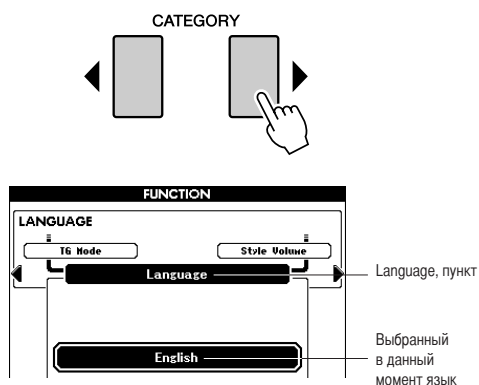 CATEGORY
FUNCTION
LANGUAGE
TG Mode
Style Volume
Language
Language, пункт
English
Выбранный
в данный
момент язык